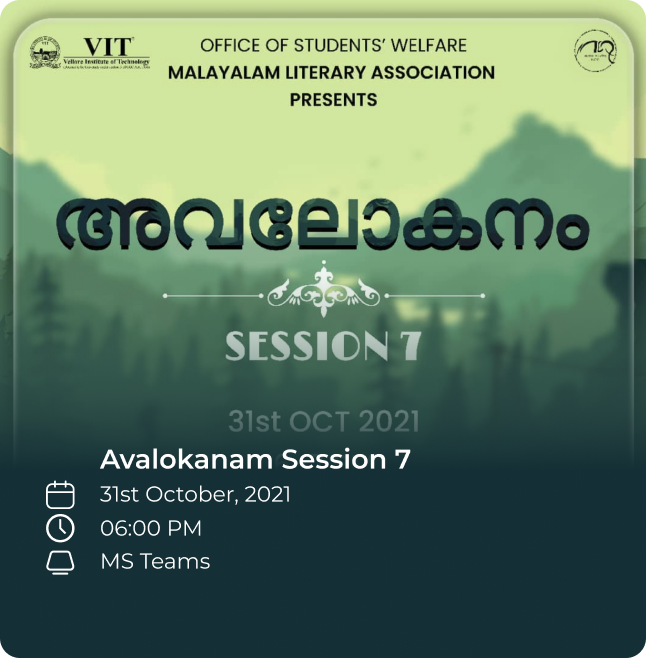 VIT
Vellore Institute of Technology
OFFICE OF STUDENTS' WELFARE
MALAYALAM LITERARY ASSOCIATION
PRESENTS
അവലോകനം
SESSION 7
31st OCT 2021
Avalokanam Session 7
31st October, 2021
06:00 PM
MS Teams